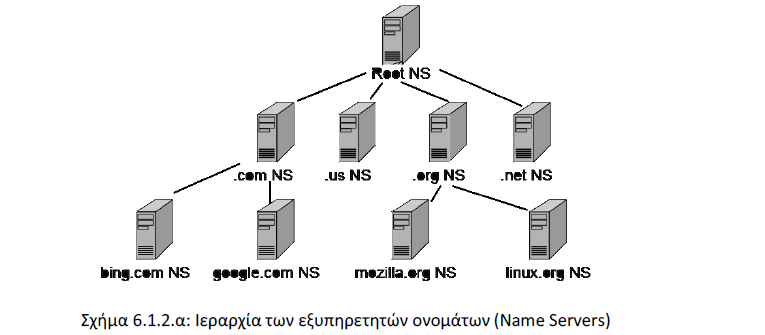 Root NS
.com NS
.us NS
.org NS
.net NS
bing.com NS
google.com NS
mozilla.org NS
linux.org NS
Σχήμα 6.1.2.α: Ιεραρχία των εξυπηρετητών ονομάτων (Name Servers)